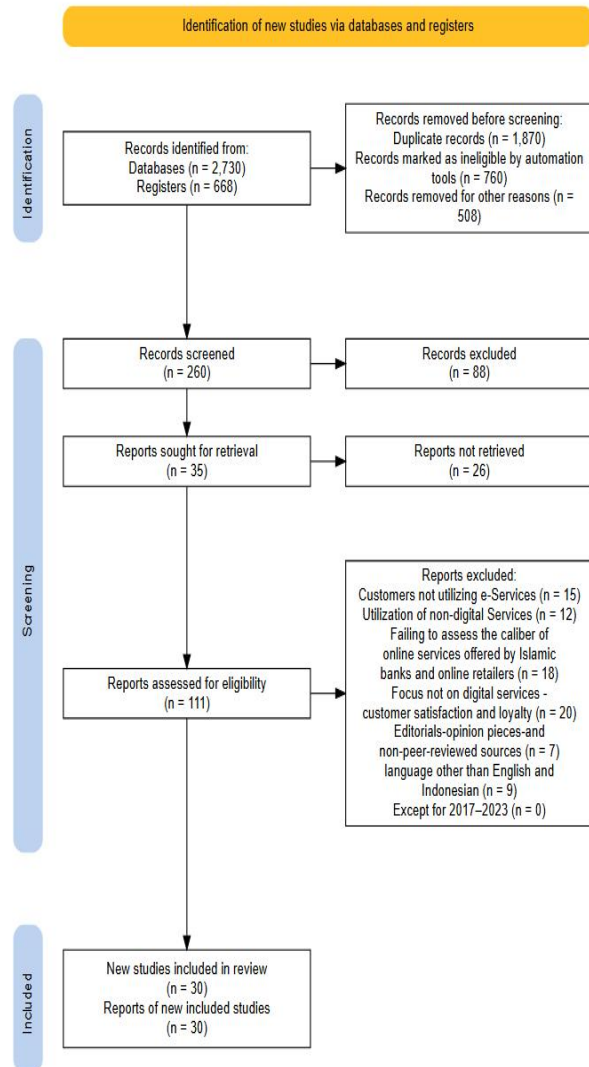 Identification of new studies via databases and registers
Identification
Records identified from:
Databases (n = 2,730)
Registers (n = 668)
Records removed before screening:
Duplicate records (n = 1,870)
Records marked as ineligible by automation
tools (n = 760)
Records removed for other reasons (n =
508)
Screening
Records screened
(n = 260)
Records excluded
(n = 88)
Reports sought for retrieval
(n = 35)
Reports not retrieved
(n = 26)
Reports assessed for eligibility
(n = 111)
Reports excluded:
Customers not utilizing e-Services (n = 15)
Utilization of non-digital Services (n = 12)
Failing to assess the caliber of
online services offered by Islamic
banks and online retailers (n = 18)
Focus not on digital services -
customer satisfaction and loyalty (n = 20)
Editorials-opinion pieces-and
non-peer-reviewed sources (n = 7)
language other than English and
Indonesian (n = 9)
Except for 2017–2023 (n = 0)
Included
New studies included in review
(n = 30)
Reports of new included studies
(n = 30)